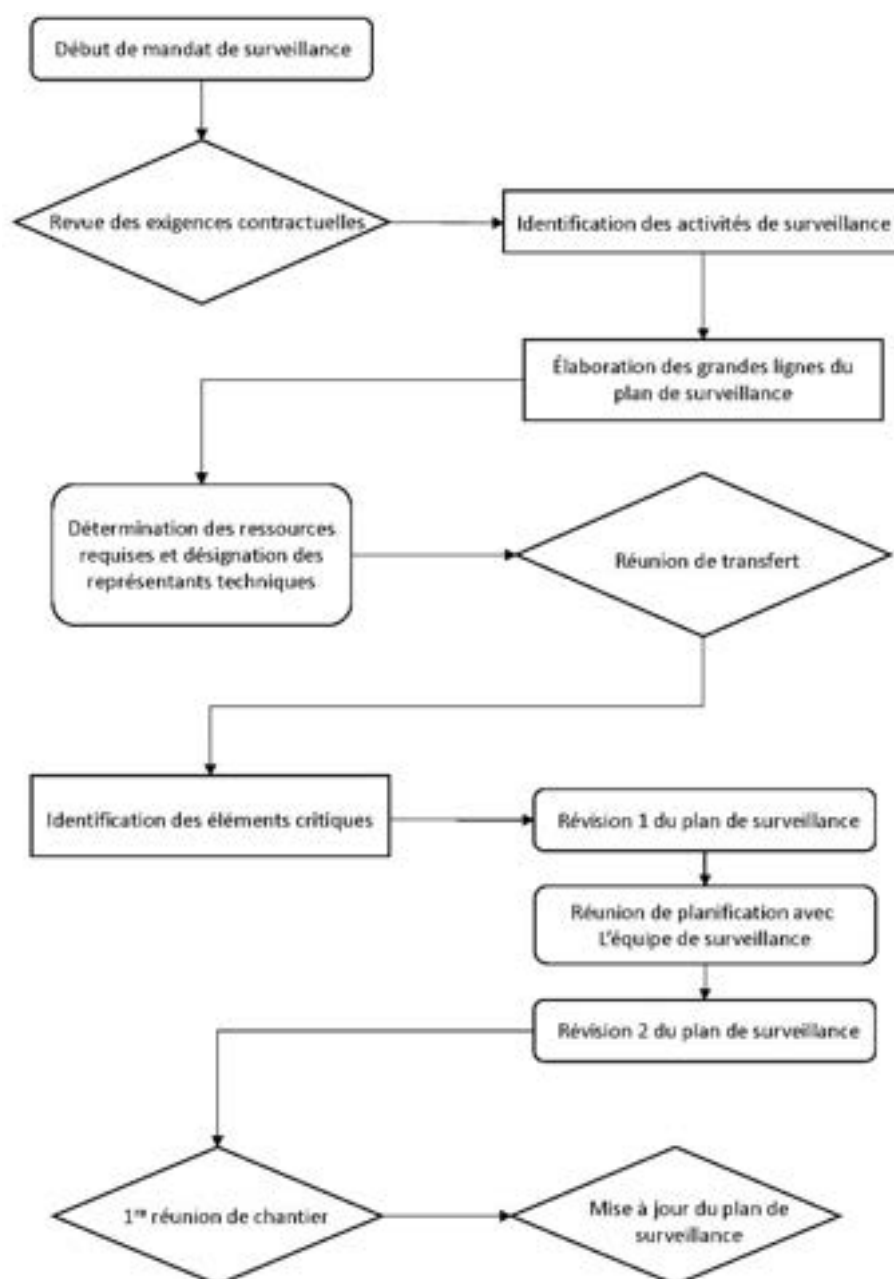 Début de mandat de surveillance
Revue des exigences contractuelles
Identification des activités de surveillance
Élaboration des grandes lignes du
plan de surveillance
Détermination des ressources
requises et désignation des
représentants techniques
Réunion de transfert
Identification des éléments critiques
Révision 1 du plan de surveillance
Réunion de planification avec
L'équipe de surveillance
Révision 2 du plan de surveillance
1re réunion de chantier
Mise à jour du plan de
surveillance